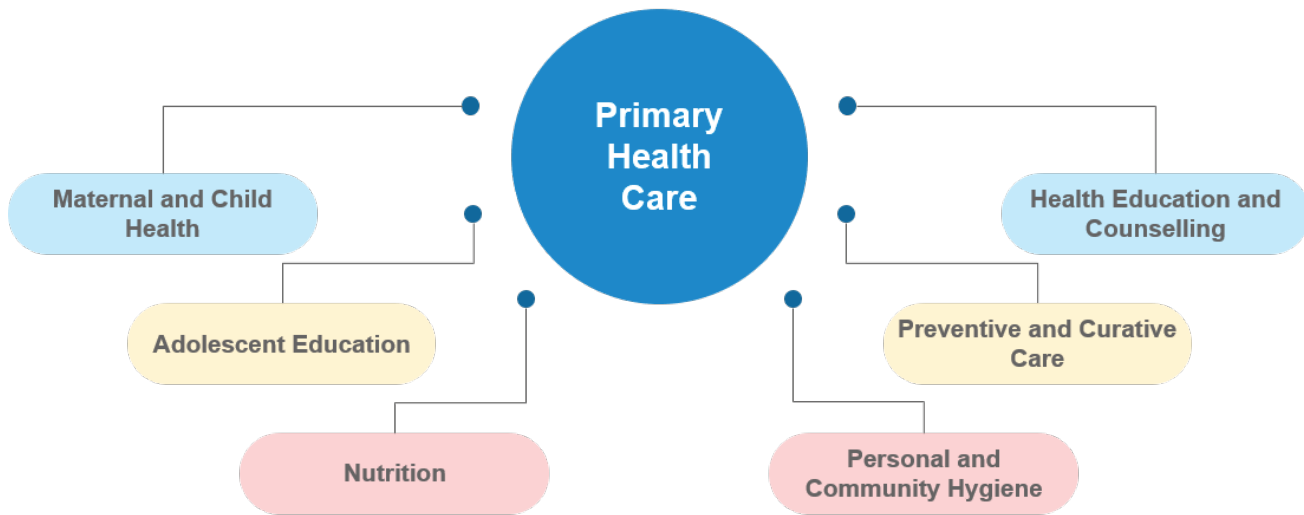 Primary
Health
Care
Maternal and Child
Health
Health Education and
Counselling
Adolescent Education
Preventive and Curative
Care
Nutrition
Personal and
Community Hygiene